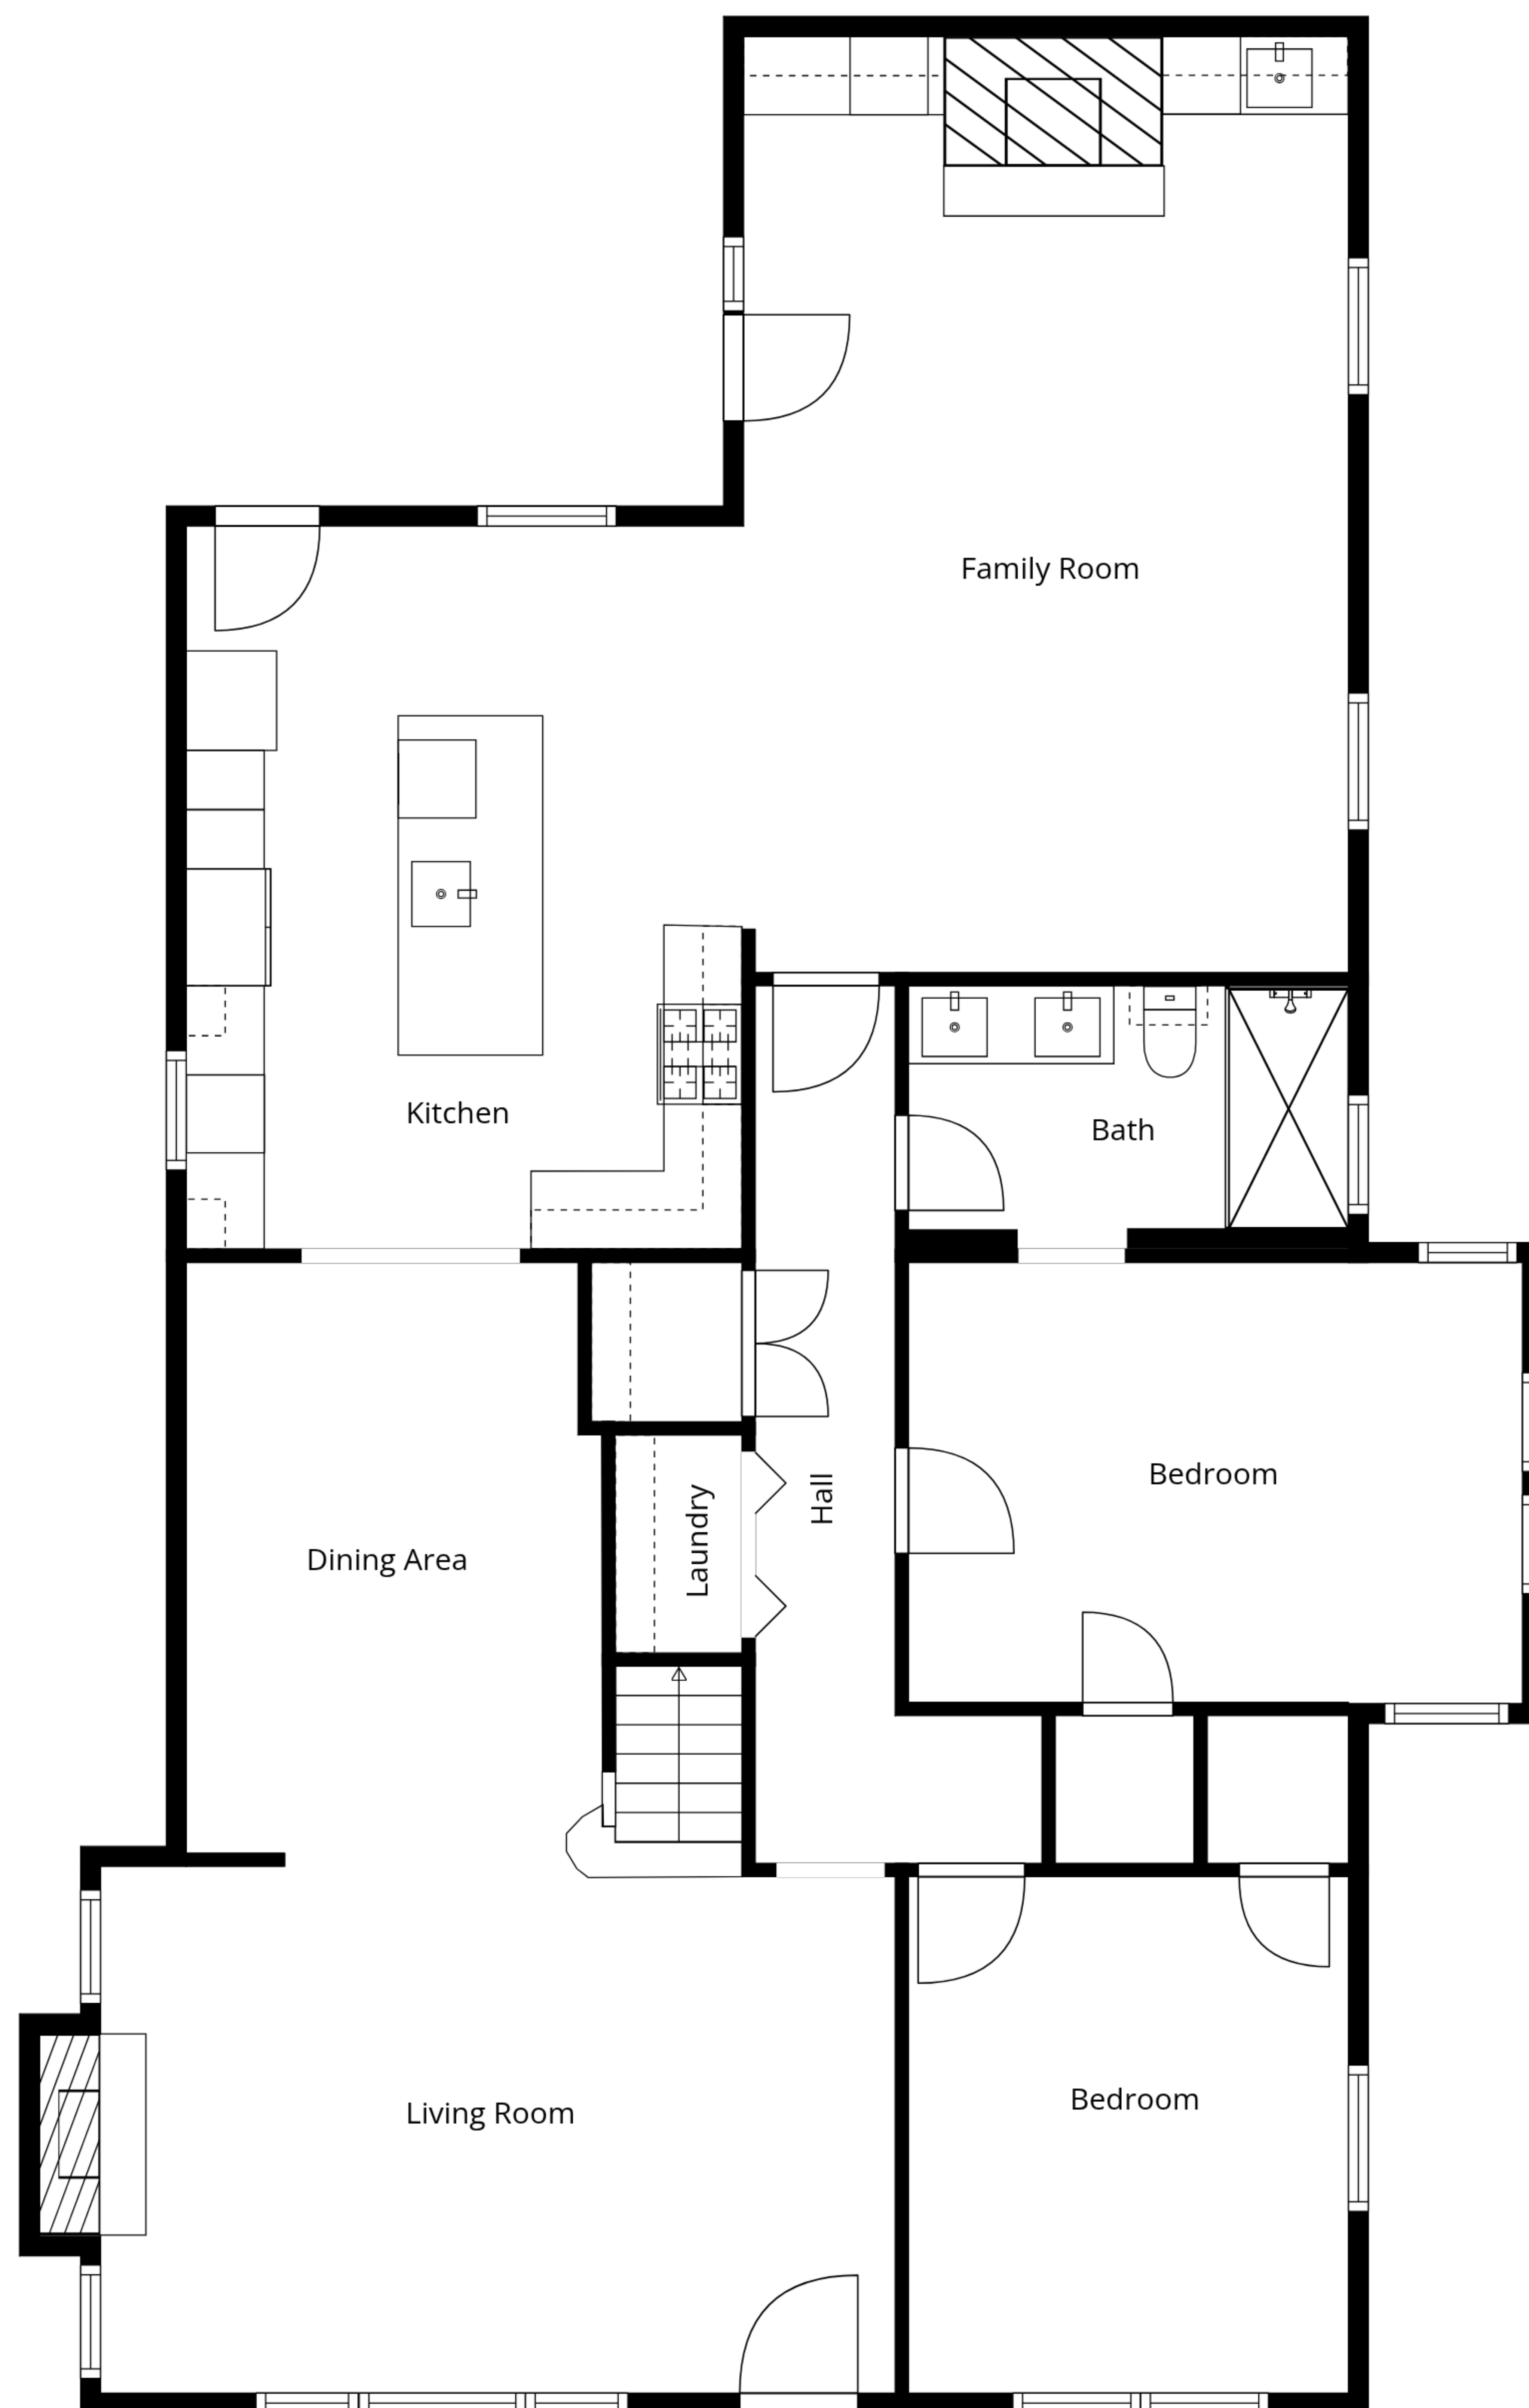 Family Room
Kitchen
Bath
Bedroom
Hall
Laundry
Dining Area
Bedroom
Living Room